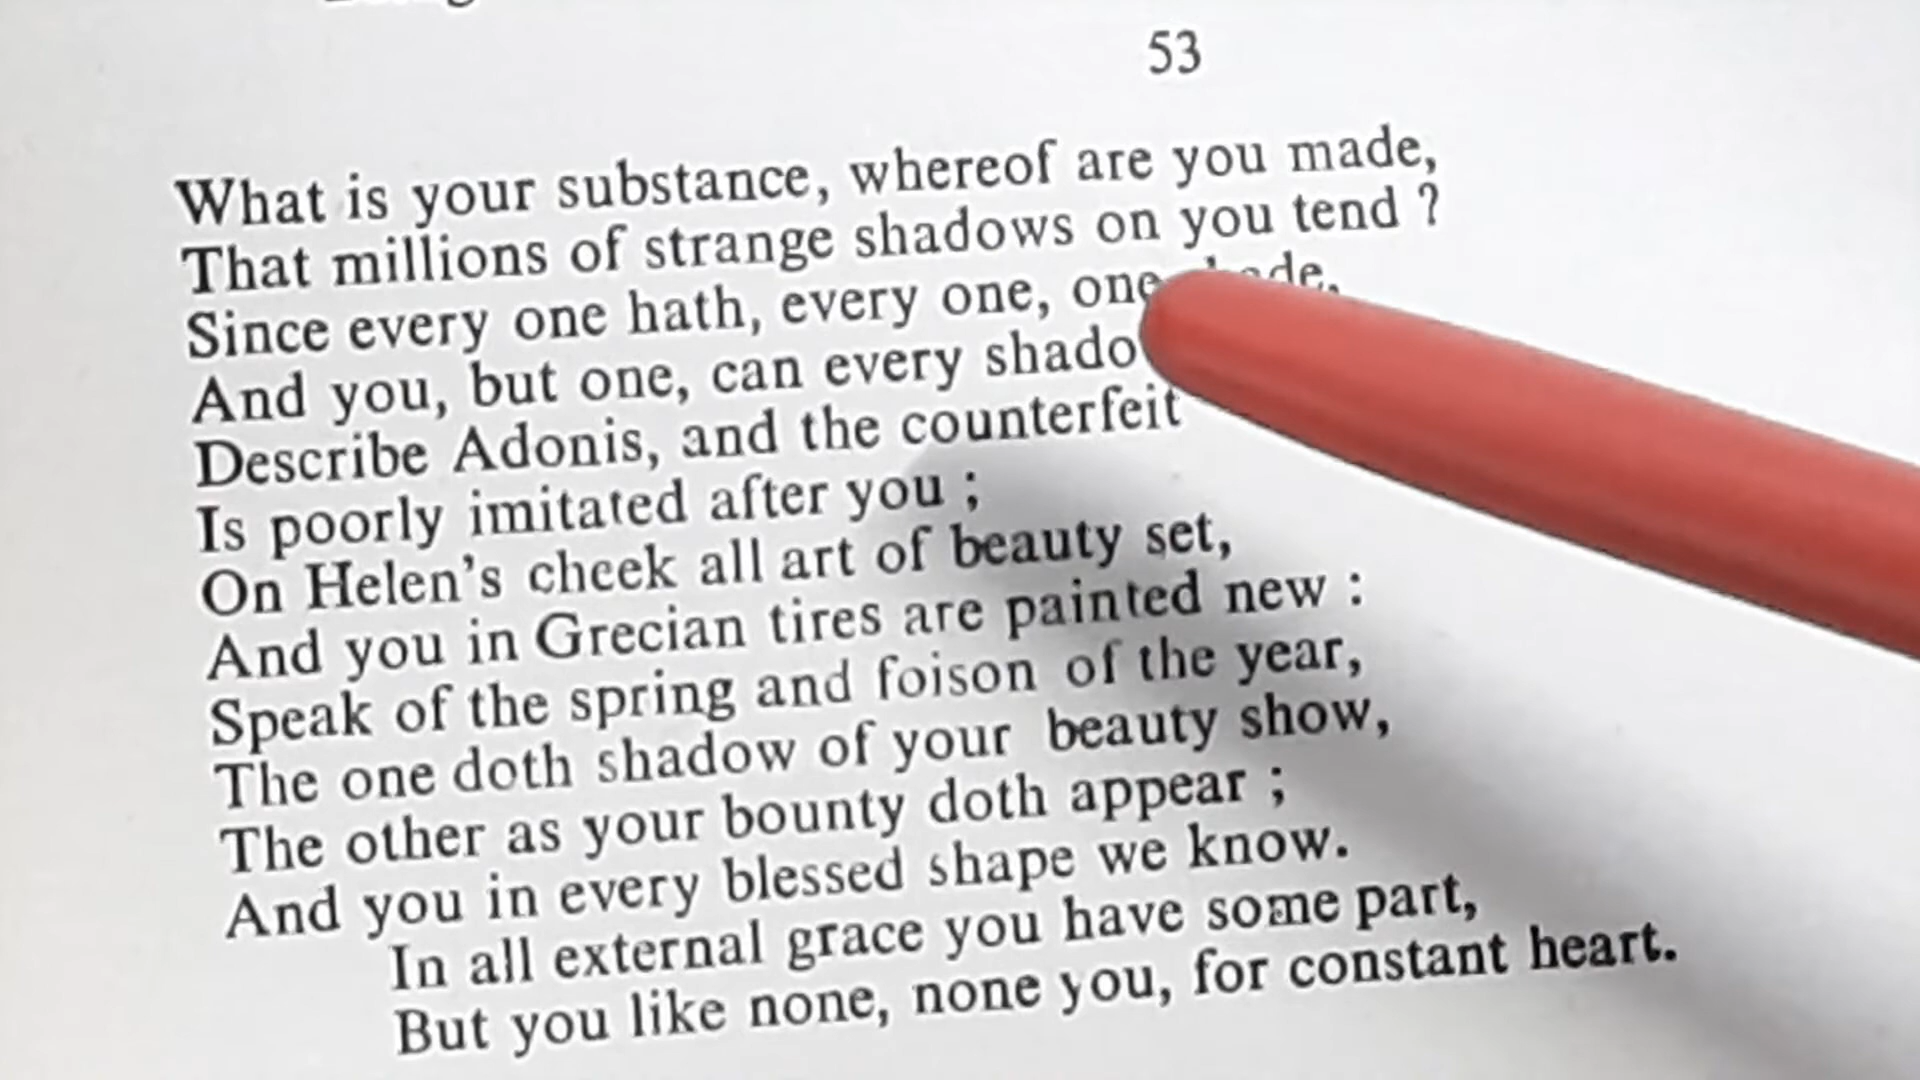 53
What is your substance, whereof are you made,
That millions of strange shadows on you tend ?
Since every one hath, every one, one
And you, but one, can every
Describe Adonis, and the counterfeit
Is poorly imitated after you ;
On Helen's cheek all art of beauty set,
And you in Grecian tires are painted new :
Speak of the spring and foison of the year,
The one doth shadow of your beauty show,
The other as your bounty doth appear ;
And you in every blessed shape we know.
In all external grace you have some part,
But you like none, none you, for constant heart.